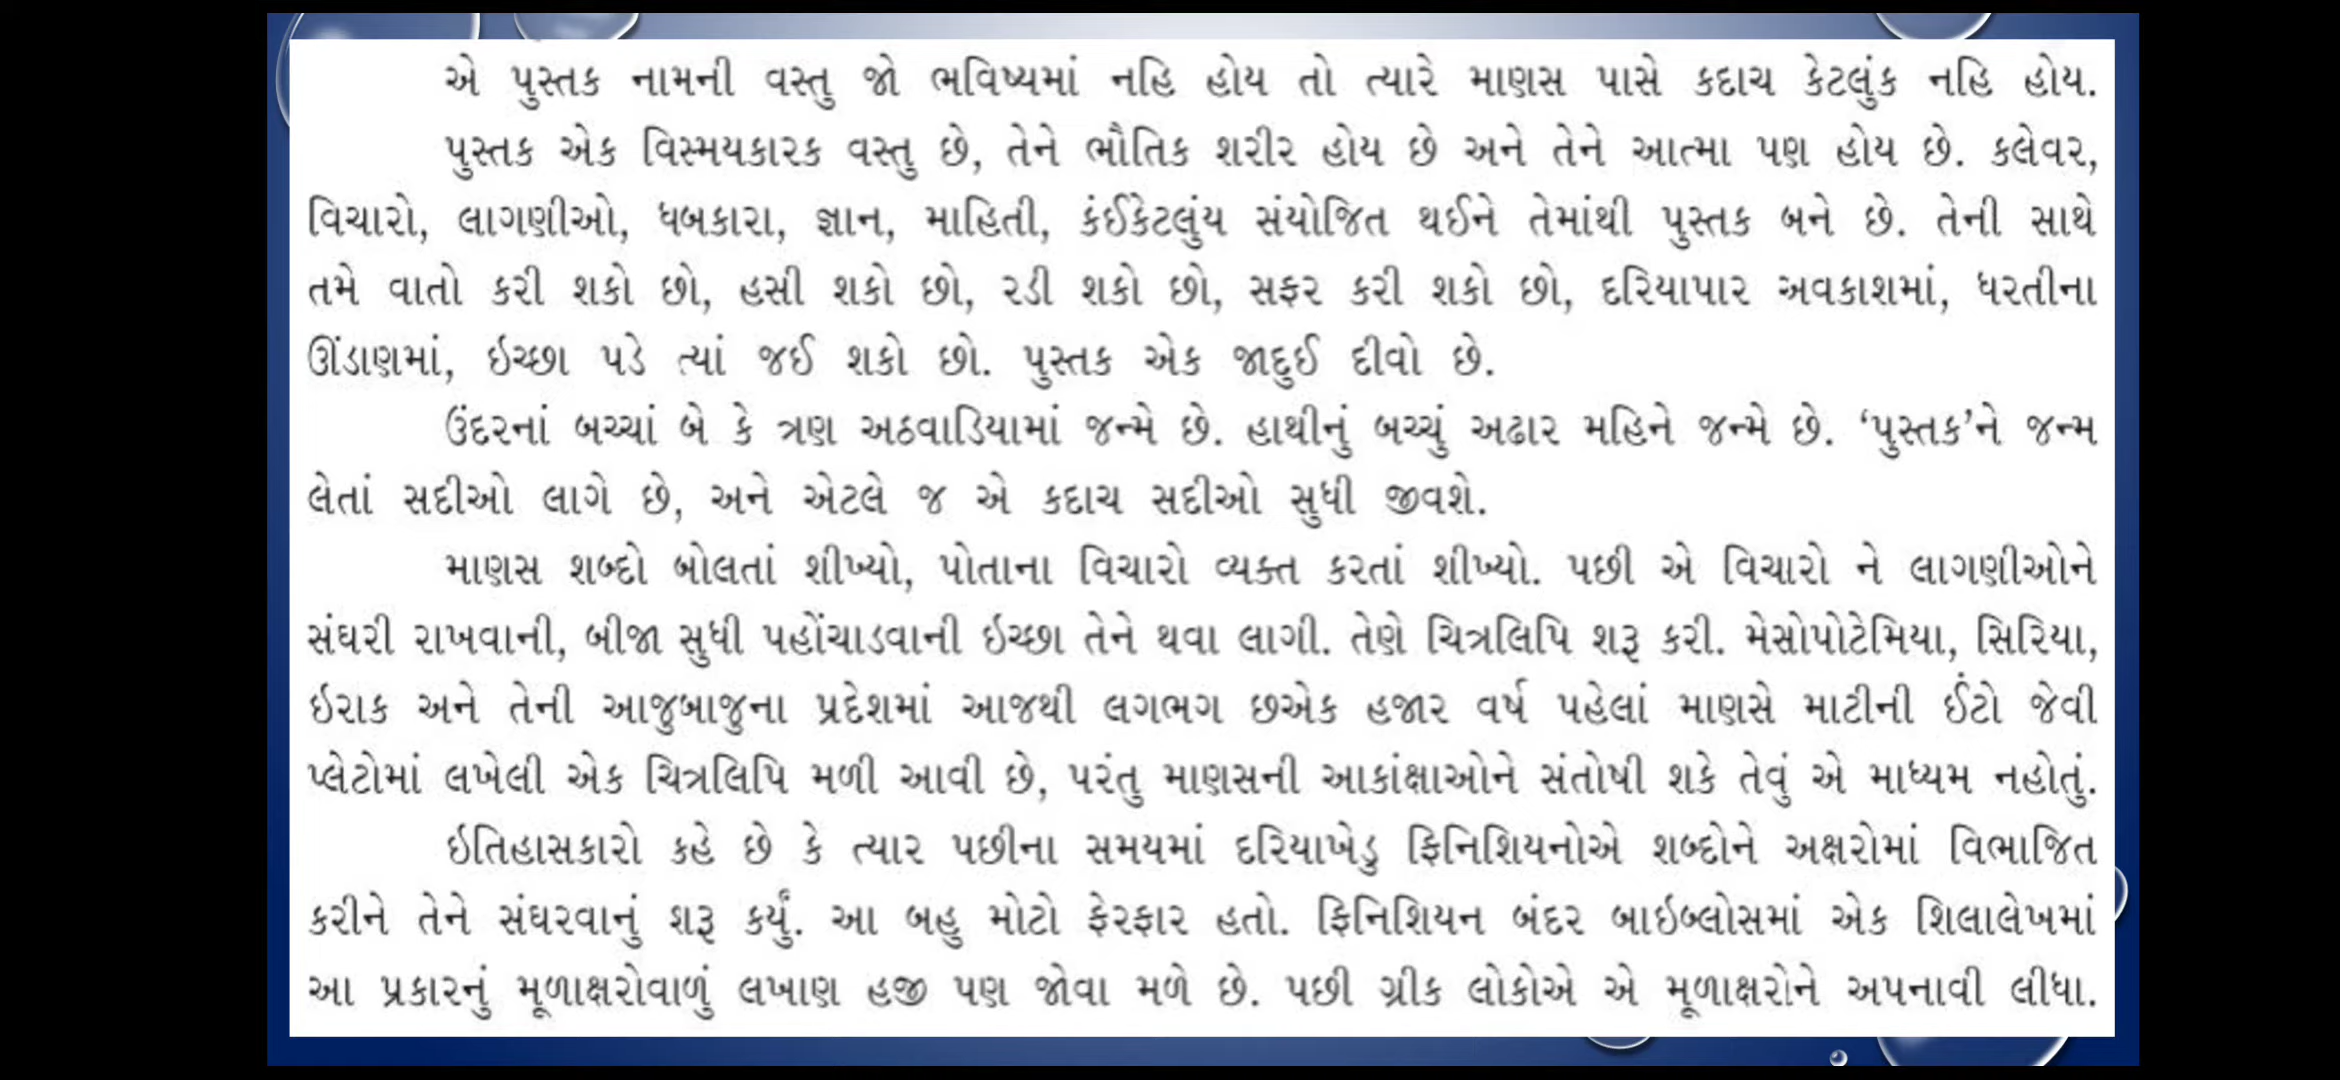 એ પુસ્તક નામની વસ્તુ જો ભવિષ્યમાં નહિ હોય તો ત્યારે માણસ પાસે કદાચ કેટલુંક નહિ હોય.
પુસ્તક એક વિસ્મયકારક વસ્તુ છે, તેને ભૌતિક શરીર હોય છે અને તેને આત્મા પણ હોય છે. કલેવર,
વિચારો, લાગણીઓ, ધબકારા, જ્ઞાન, માહિતી, કંઈકેટલુંય સંયોજિત થઈને તેમાંથી પુસ્તક બને છે. તેની સાથે
તમે વાતો કરી શકો છો, હસી શકો છો, રડી શકો છો, સફર કરી શકો છો, દરિયાપાર અવકાશમાં, ધરતીના
ઊંડાણમાં, ઇચ્છા પડે ત્યાં જઈ શકો છો. પુસ્તક એક જાદુઈ દીવો છે.
ઉંદરનાં બચ્ચાં બે કે ત્રણ અઠવાડિયામાં જન્મે છે. હાથીનું બચ્ચું અઢાર મહિને જન્મે છે. ‘પુસ્તક’ને જન્મ
લેતાં સદીઓ લાગે છે, અને એટલે જ એ કદાચ સદીઓ સુધી જીવશે.
માણસ શબ્દો બોલતાં શીખ્યો, પોતાના વિચારો વ્યક્ત કરતાં શીખ્યો. પછી એ વિચારો ને લાગણીઓને
સંઘરી રાખવાની, બીજા સુધી પહોંચાડવાની ઇચ્છા તેને થવા લાગી. તેણે ચિત્રલિપિ શરૂ કરી. મેસોપોટેમિયા, સિરિયા,
ઇરાક અને તેની આજુબાજુના પ્રદેશમાં આજથી લગભગ છએક હજાર વર્ષ પહેલાં માણસે માટીની ઈંટો જેવી
પ્લેટોમાં લખેલી એક ચિત્રલિપિ મળી આવી છે, પરંતુ માણસની આકાંક્ષાઓને સંતોષી શકે તેવું એ માધ્યમ નહોતું.
ઇતિહાસકારો કહે છે કે ત્યાર પછીના સમયમાં દરિયાખેડુ ફિનિશિયનોએ શબ્દોને અક્ષરોમાં વિભાજિત
કરીને તેને સંઘરવાનું શરૂ કર્યું. આ બહુ મોટો ફેરફાર હતો. ફિનિશિયન બંદર બાઇબ્લોસમાં એક શિલાલેખમાં
આ પ્રકારનું મૂળાક્ષરોવાળું લખાણ હજી પણ જોવા મળે છે. પછી ગ્રીક લોકોએ એ મૂળાક્ષરોને અપનાવી લીધા.